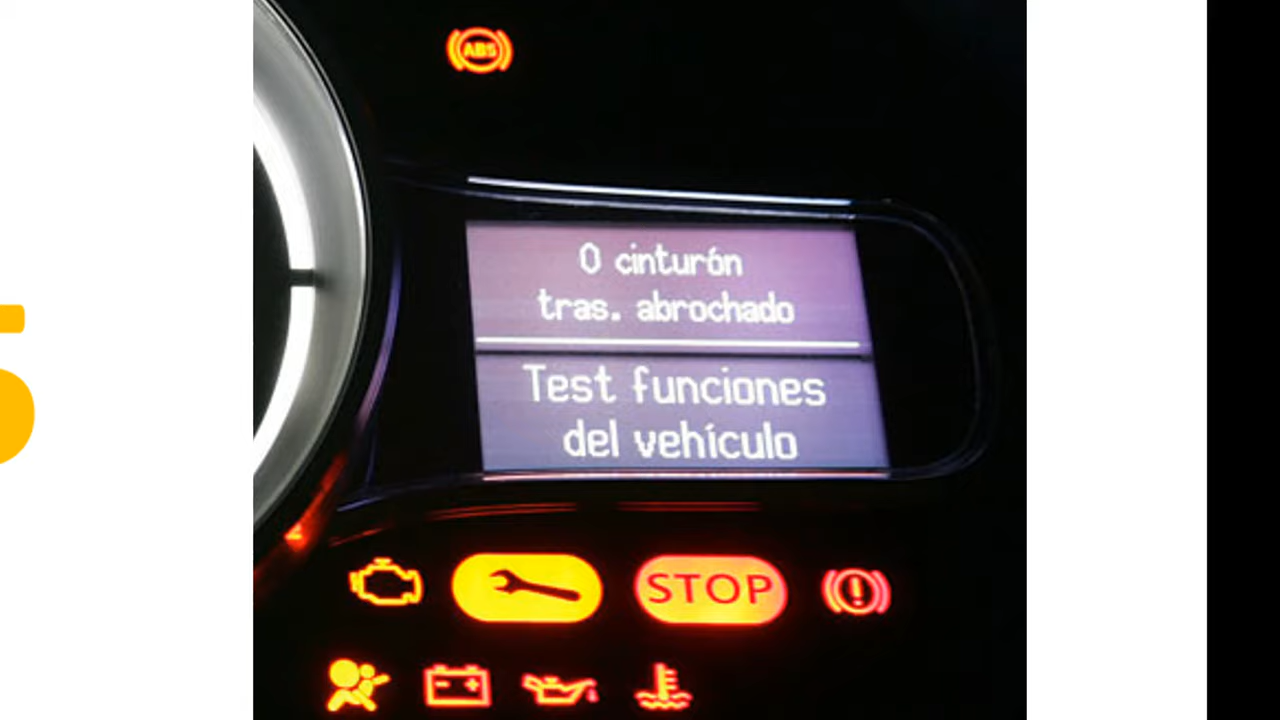 ABS
0 cinturón
tras. abrochado
Test funciones
del vehículo
STOP